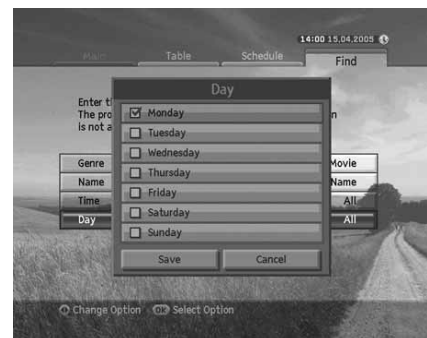 14:00 15.04.2005
Main Table Schedule Find
Day
Enter t
The pro n
is not a
Monday
Tuesday
Wednesday
Thursday
Friday
Saturday
Sunday
Genre Movie
Name Name
Time All
Day All
Save Cancel
Change Option OK Select Option